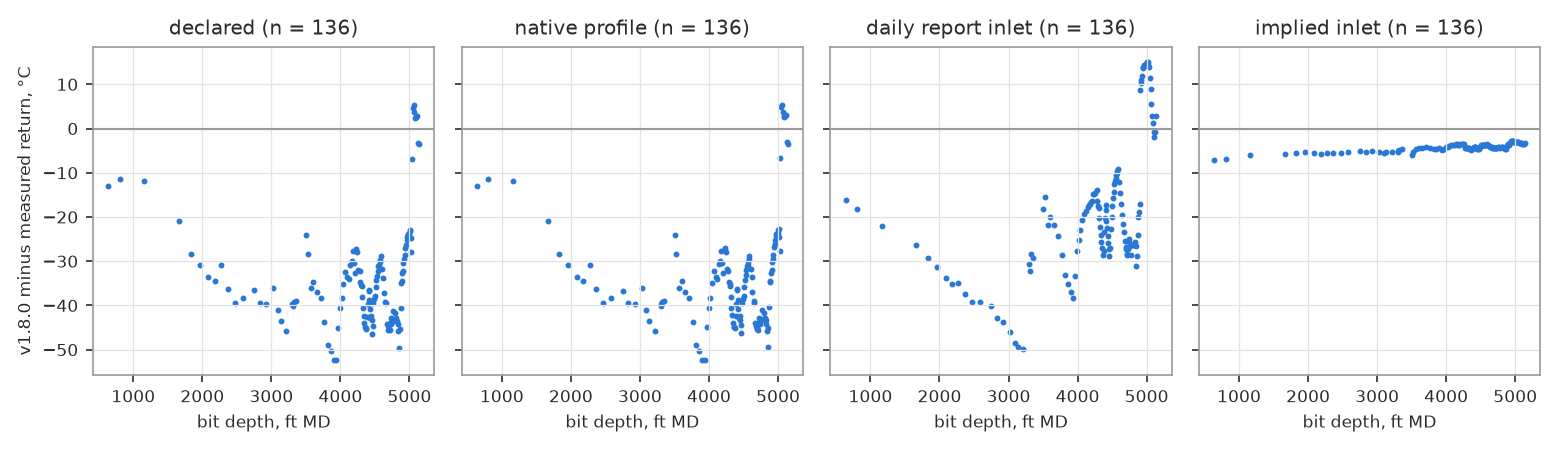 declared (n = 136)
native profile (n = 136)
daily report inlet (n = 136)
implied inlet (n = 136)
v1.8.0 minus measured return, °C
10
0
−10
−20
−30
−40
−50
1000 2000 3000 4000 5000
1000 2000 3000 4000 5000
1000 2000 3000 4000 5000
1000 2000 3000 4000 5000
bit depth, ft MD
bit depth, ft MD
bit depth, ft MD
bit depth, ft MD